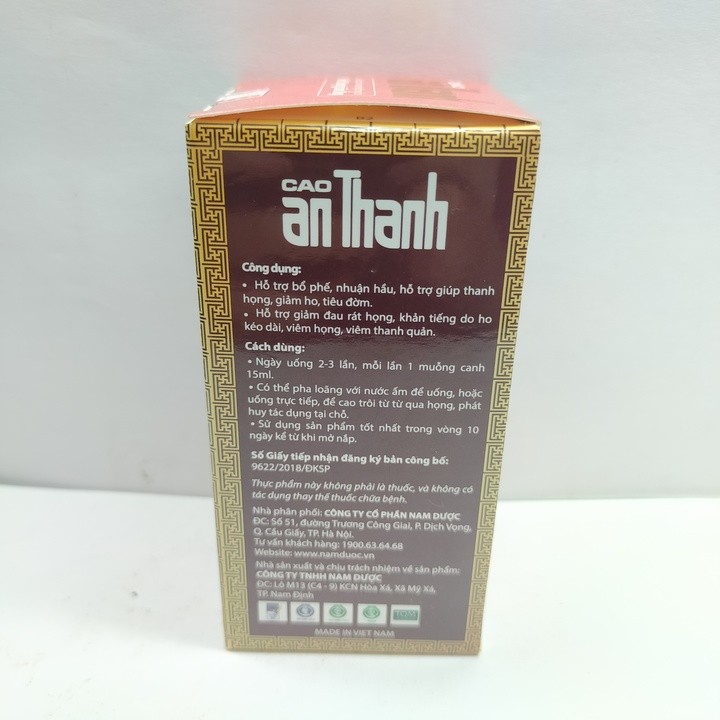 CAO
an Thanh
Công dụng:
• Hỗ trợ bổ phế, nhuận hầu, hỗ trợ giúp thanh
họng, giảm ho, tiêu đờm.
• Hỗ trợ giảm đau rát họng, khản tiếng do ho
kéo dài, viêm họng, viêm thanh quản.
Cách dùng:
• Ngày uống 2-3 lần, mỗi lần 1 muỗng canh
15ml.
• Có thể pha loãng với nước ấm để uống, hoặc
uống trực tiếp, để cao trôi từ từ qua họng, phát
huy tác dụng tại chỗ.
• Sử dụng sản phẩm tốt nhất trong vòng 10
ngày kể từ khi mở nắp.
Số Giấy tiếp nhận đăng ký bản công bố:
9622/2018/ĐKSP
Thực phẩm này không phải là thuốc, và không có
tác dụng thay thế thuốc chữa bệnh.
Nhà phân phối: CÔNG TY CỔ PHẦN NAM DƯỢC
ĐC: Số 51, đường Trương Công Giai, P. Dịch Vọng,
Q. Cầu Giấy, TP. Hà Nội.
Tư vấn khách hàng: 1900.63.64.68
Website: www.namduoc.vn
Nhà sản xuất và chịu trách nhiệm về sản phẩm:
CÔNG TY TNHH NAM DƯỢC
ĐC: Lô M13 (C4 - 9) KCN Hòa Xá, Xã Mỹ Xá,
TP. Nam Định
MADE IN VIET NAM